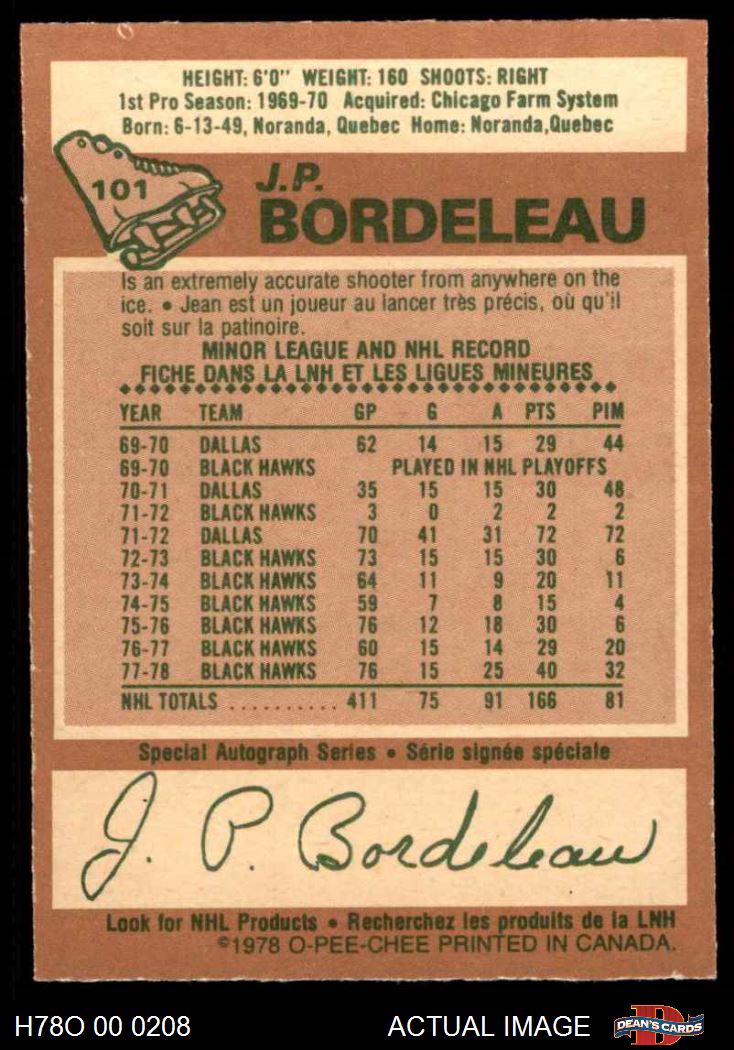 HEIGHT: 6'0" WEIGHT: 160 SHOOTS: RIGHT
1st Pro Season: 1969-70 Acquired: Chicago Farm System
Born: 6-13-49, Noranda, Quebec Home: Noranda,Quebec
101
J.P.
BORDELEAU
Is an extremely accurate shooter from anywhere on the
ice. • Jean est un joueur au lancer très précis, où qu'il
soit sur la patinoire.
MINOR LEAGUE AND NHL RECORD
FICHE DANS LA LNH ET LES LIGUES MINEURES
YEAR TEAM GP G A PTS PIM
69-70 DALLAS 62 14 15 29 44
69-70 BLACK HAWKS PLAYED IN NHL PLAYOFFS
70-71 DALLAS 35 15 15 30 48
71-72 BLACK HAWKS 3 0 2 2 2
71-72 DALLAS 70 41 31 72 72
72-73 BLACK HAWKS 73 15 15 30 6
73-74 BLACK HAWKS 64 11 9 20 11
74-75 BLACK HAWKS 59 7 8 15 4
75-76 BLACK HAWKS 76 12 18 30 6
76-77 BLACK HAWKS 60 15 14 29 20
77-78 BLACK HAWKS 76 15 25 40 32
NHL TOTALS .......... 411 75 91 166 81
Special Autograph Series • Série signée spéciale
J. P. Bordeleau
Look for NHL Products • Recherchez les produits de la LNH
©1978 O-PEE-CHEE PRINTED IN CANADA.
H78O 00 0208 ACTUAL IMAGE D DEAN'S CARDS